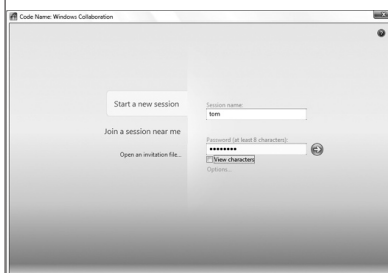 Code Name: Windows Collaboration
Start a new session
Join a session near me
Open an invitation file...
Session name:
tom
Password (at least 8 characters):
••••••••
View characters
Options...